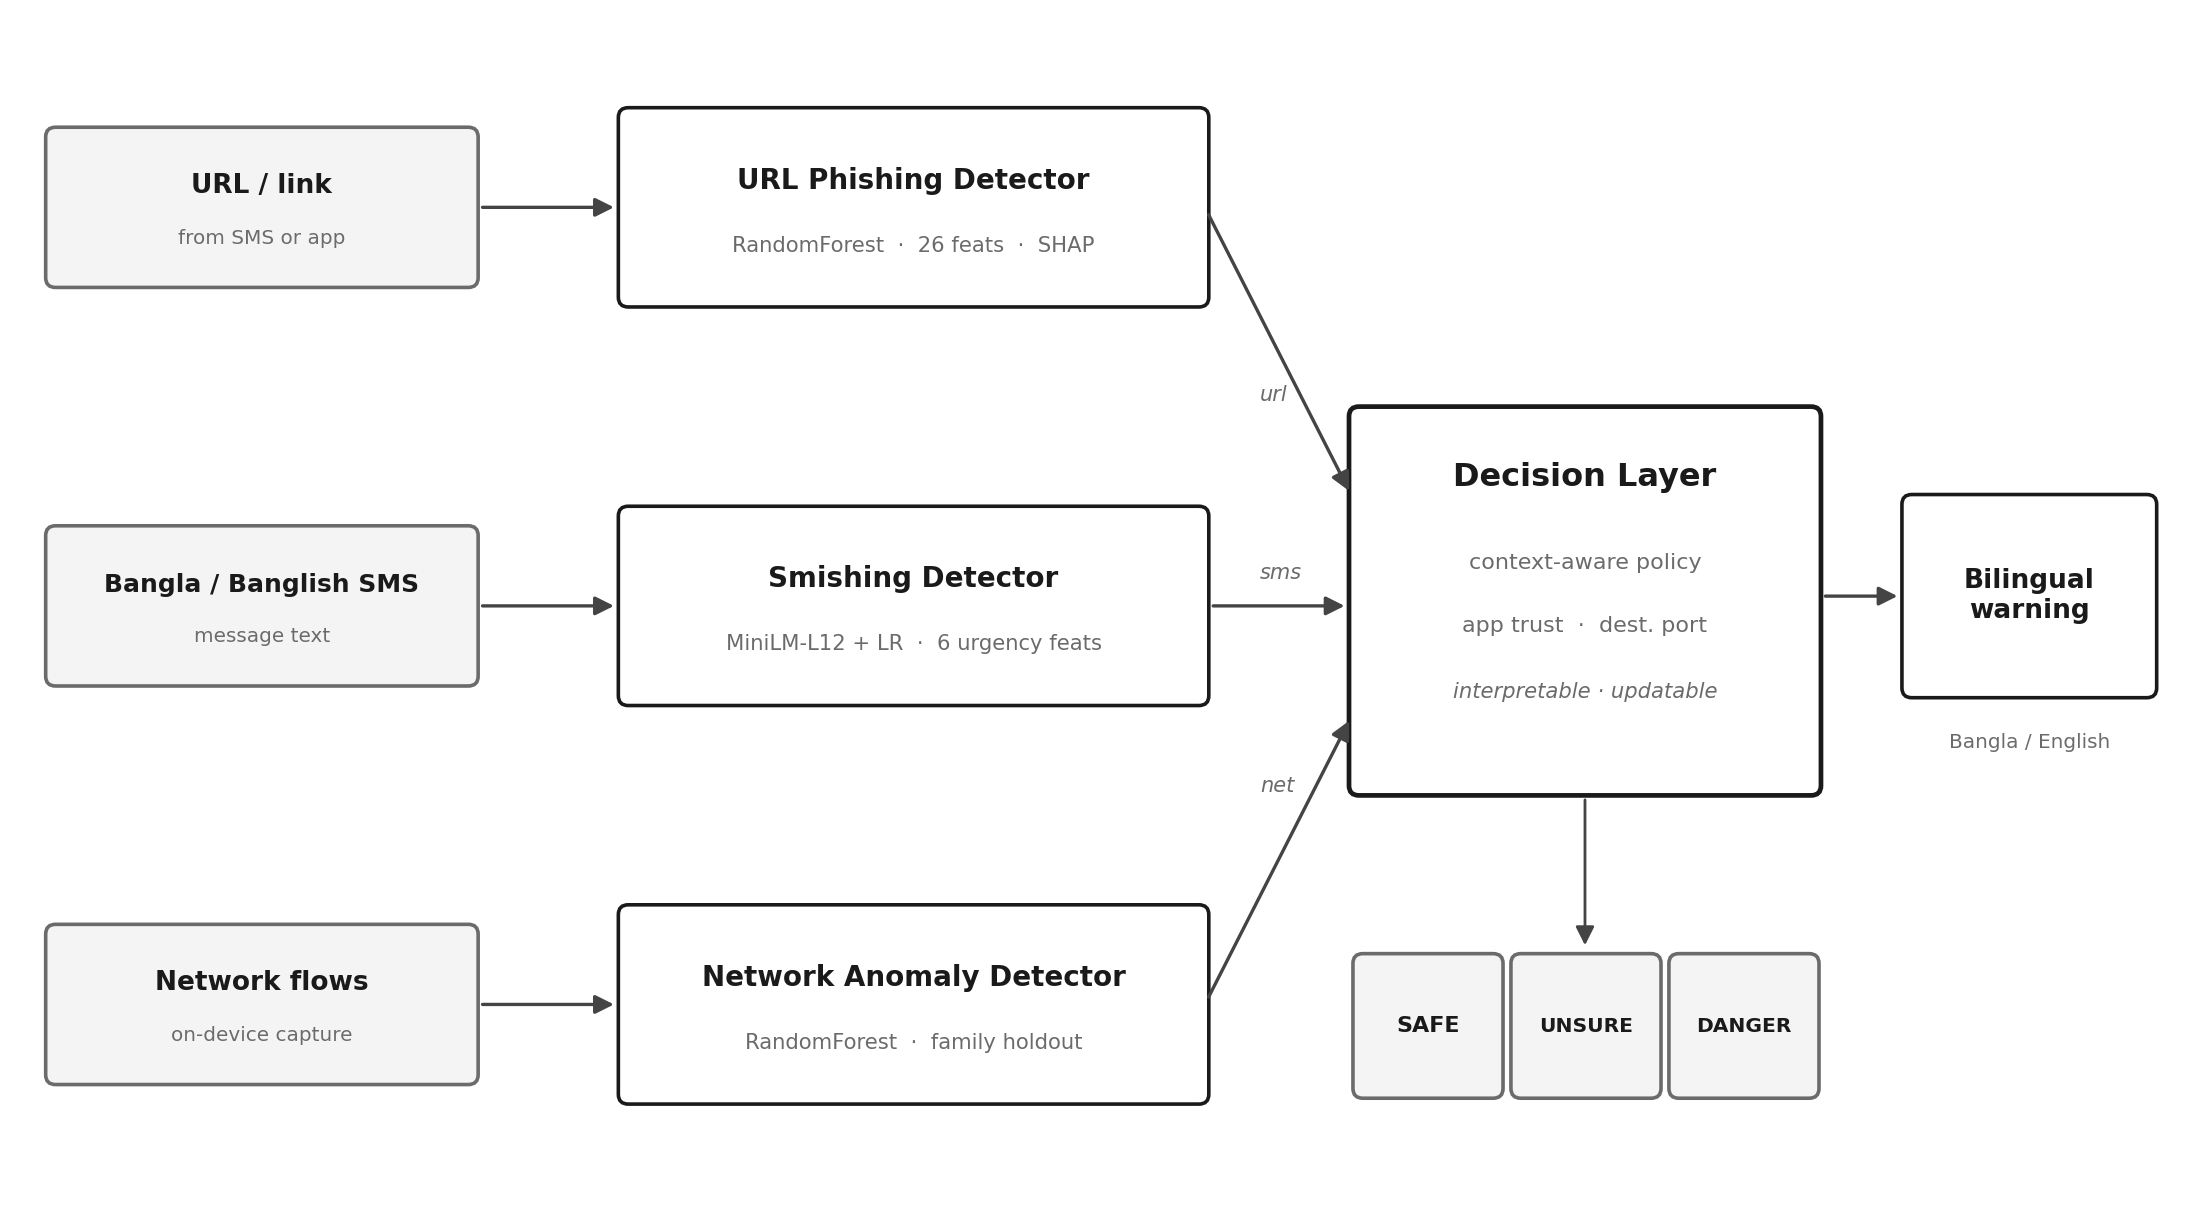 URL / link
from SMS or app
URL Phishing Detector
RandomForest · 26 feats · SHAP
url
Bangla / Banglish SMS
message text
Smishing Detector
MiniLM-L12 + LR · 6 urgency feats
sms
Network flows
on-device capture
Network Anomaly Detector
RandomForest · family holdout
net
Decision Layer
context-aware policy
app trust · dest. port
interpretable · updatable
Bilingual
warning
Bangla / English
SAFE
UNSURE
DANGER